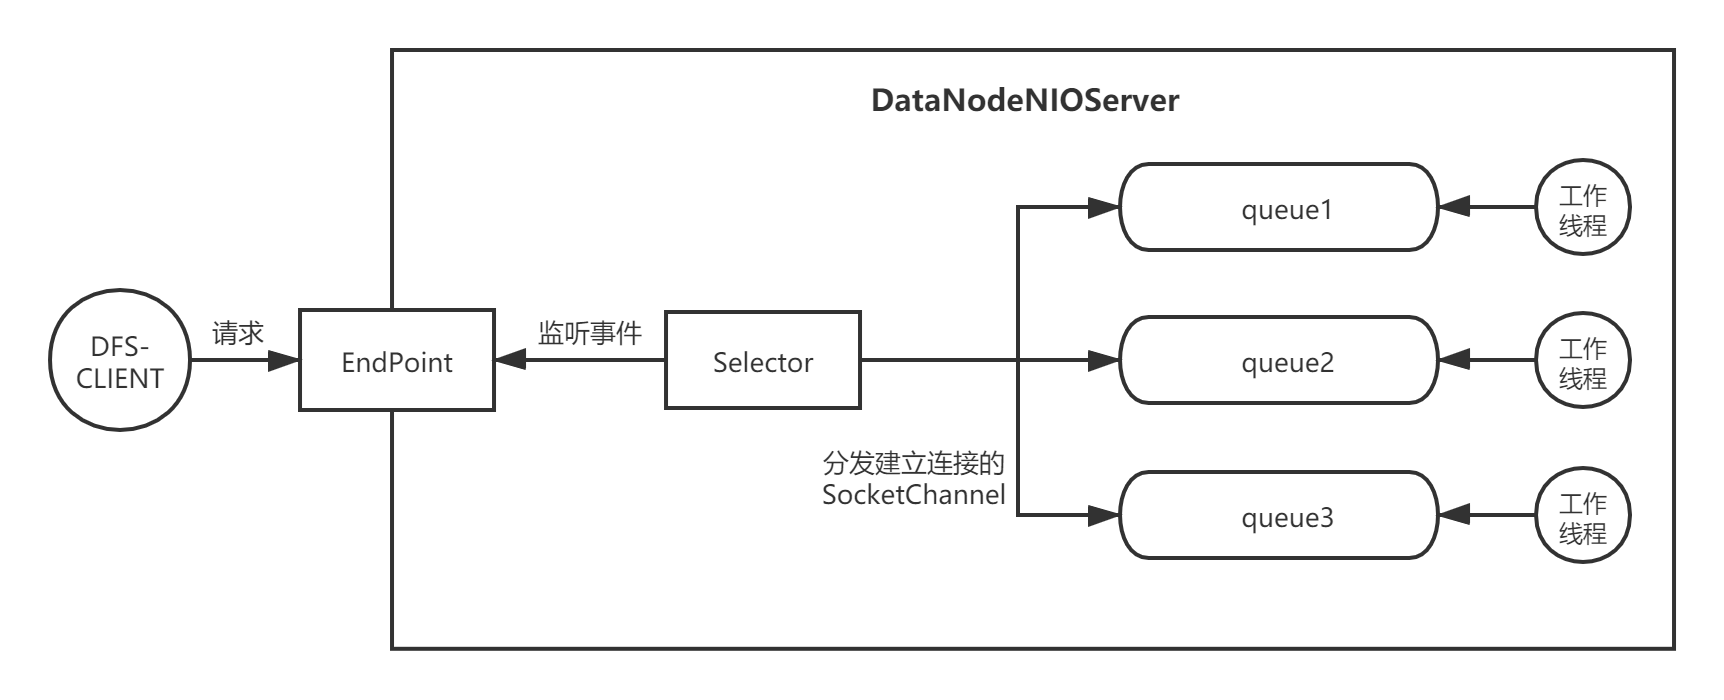 DataNodeNIOServer
DFS-
CLIENT
请求
EndPoint
监听事件
Selector
分发建立连接的
SocketChannel
queue1
工作
线程
queue2
工作
线程
queue3
工作
线程